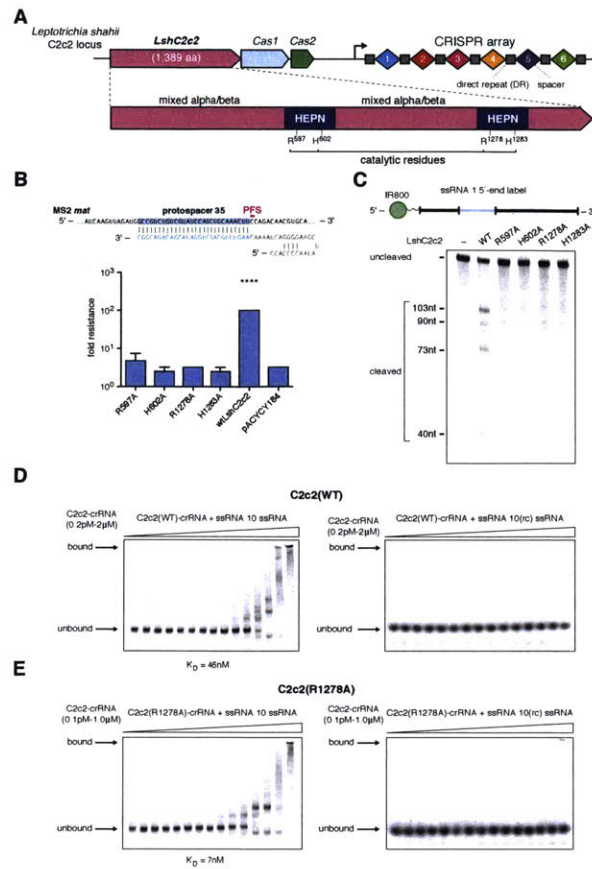 A
Leptotrichia shahii
C2c2 locus
LshC2c2
(1,389 aa)
Cas1
Cas2
CRISPR array
1 2 3 4 5 6
direct repeat (DR)
spacer
mixed alpha/beta
HEPN
mixed alpha/beta
HEPN
R597
H602
R1278
H1283
catalytic residues
B
MS2 mat
protospacer 35
PFS
5' —
— 3'
3' —
5' —
fold resistance
10³
10²
10¹
10⁰
****
R597A
H602A
R1278A
H1283A
wtLshC2c2
pACYCY184
C
IR800
ssRNA 1 5'-end label
5' -
- 3'
LshC2c2
–
WT
R597A
H602A
R1278A
H1283A
uncleaved
103nt
90nt
73nt
cleaved
40nt
D
C2c2(WT)
C2c2-crRNA
(0.2pM-2µM)
C2c2(WT)-crRNA + ssRNA 10 ssRNA
bound
unbound
K_D = 46nM
C2c2-crRNA
(0.2pM-2µM)
C2c2(WT)-crRNA + ssRNA 10(rc) ssRNA
bound
unbound
E
C2c2(R1278A)
C2c2-crRNA
(0.1pM-1.0µM)
C2c2(R1278A)-crRNA + ssRNA 10 ssRNA
bound
unbound
K_D = 7nM
C2c2-crRNA
(0.1pM-1.0µM)
C2c2(R1278A)-crRNA + ssRNA 10(rc) ssRNA
bound
unbound